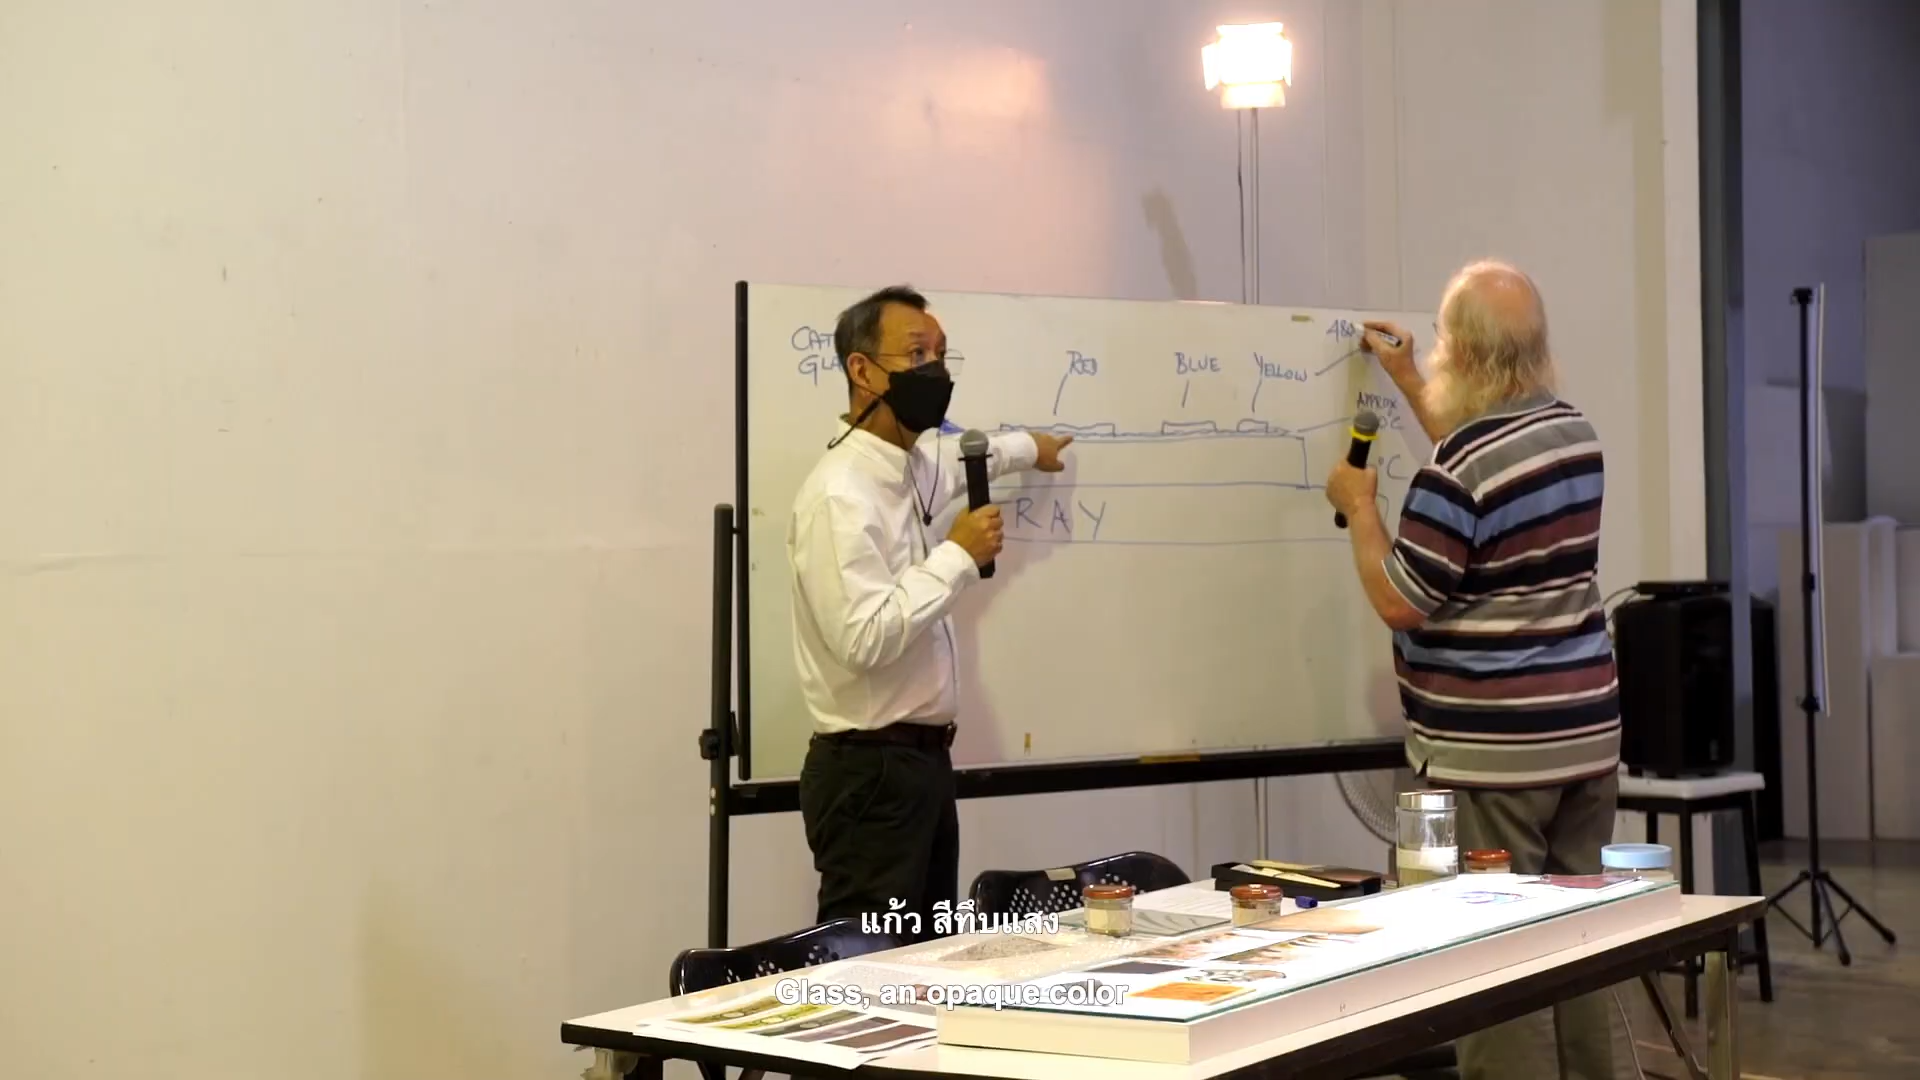 RED
BLUE
YELLOW
APPROX
°C
°C
RAY
แก้ว สีทึบแสง
Glass, an opaque color